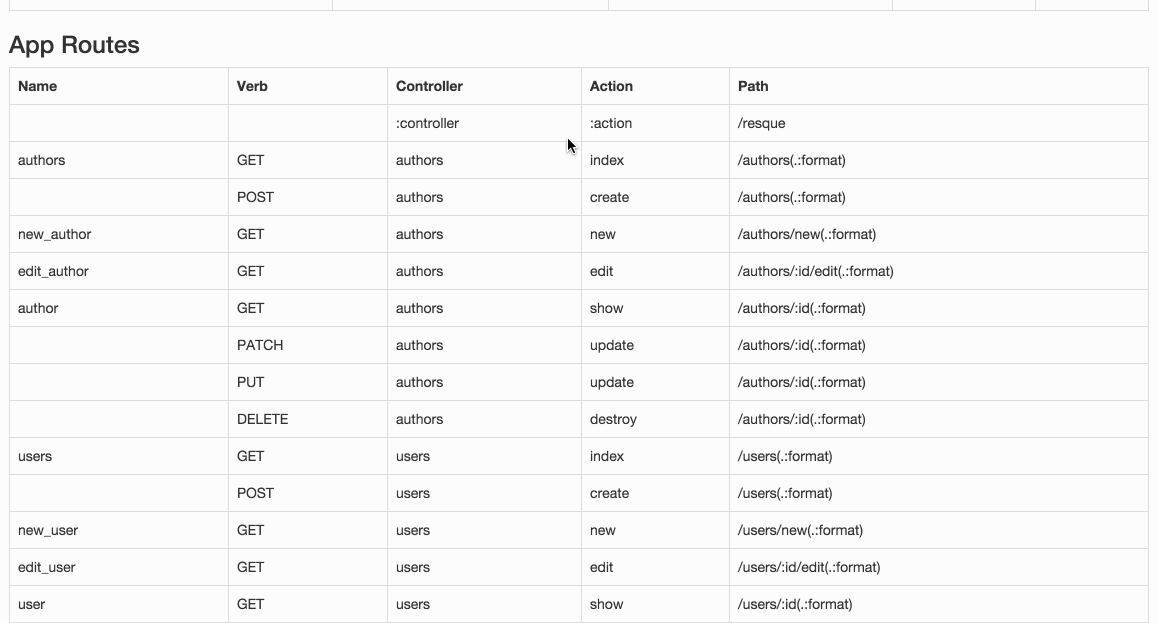 App Routes
Name Verb Controller Action Path
:controller :action /resque
authors GET authors index /authors(.:format)
POST authors create /authors(.:format)
new_author GET authors new /authors/new(.:format)
edit_author GET authors edit /authors/:id/edit(.:format)
author GET authors show /authors/:id(.:format)
PATCH authors update /authors/:id(.:format)
PUT authors update /authors/:id(.:format)
DELETE authors destroy /authors/:id(.:format)
users GET users index /users(.:format)
POST users create /users(.:format)
new_user GET users new /users/new(.:format)
edit_user GET users edit /users/:id/edit(.:format)
user GET users show /users/:id(.:format)